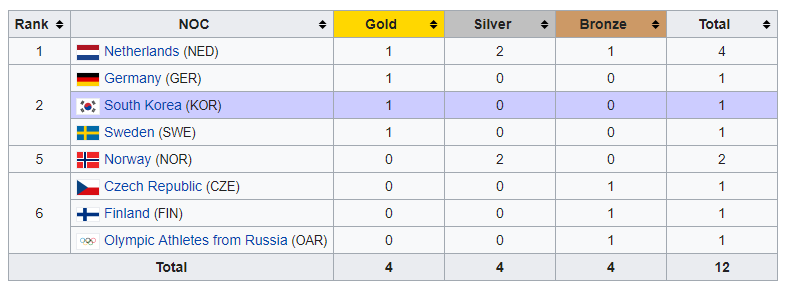 Rank NOC Gold Silver Bronze Total
1 Netherlands (NED) 1 2 1 4
Germany (GER) 1 0 0 1
2 South Korea (KOR) 1 0 0 1
Sweden (SWE) 1 0 0 1
5 Norway (NOR) 0 2 0 2
Czech Republic (CZE) 0 0 1 1
6 Finland (FIN) 0 0 1 1
Olympic Athletes from Russia (OAR) 0 0 1 1
Total 4 4 4 12